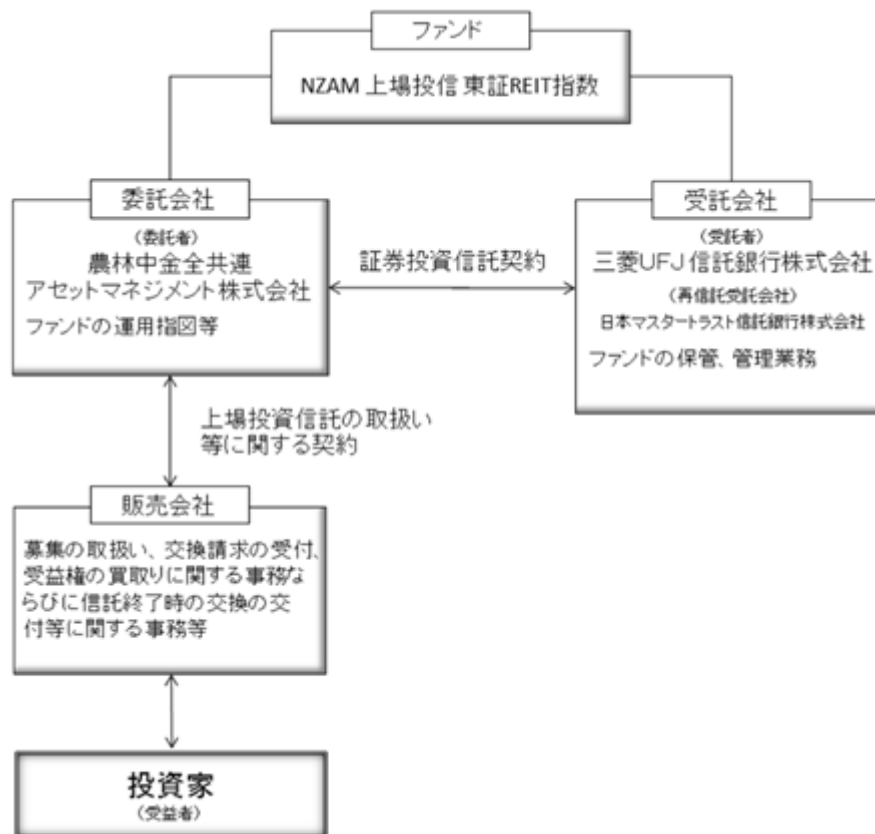 ファンド
NZAM 上場投信 東証REIT指数
委託会社
(委託者)
農林中金全共連
アセットマネジメント株式会社
ファンドの運用指図等
証券投資信託契約
受託会社
(受託者)
三菱UFJ信託銀行株式会社
(再信託受託会社)
日本マスタートラスト信託銀行株式会社
ファンドの保管、管理業務
上場投資信託の取扱い
等に関する契約
販売会社
募集の取扱い、交換請求の受付、
受益権の買取りに関する事務な
らびに信託終了時の交換の交
付等に関する事務等
投資家
(受益者)